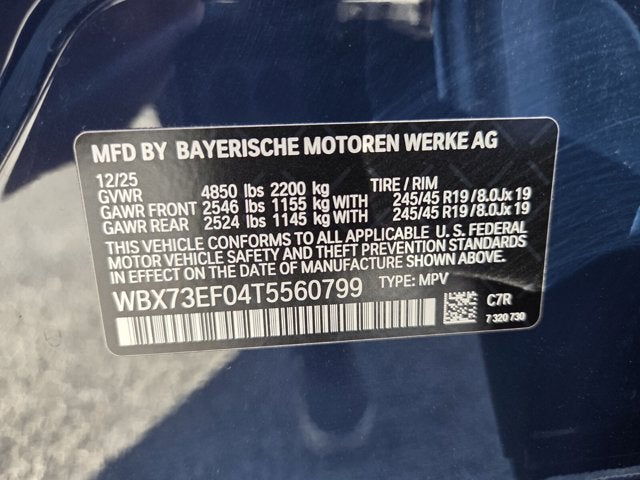 MFD BY BAYERISCHE MOTOREN WERKE AG
12/25
GVWR 4850 lbs 2200 kg TIRE / RIM
GAWR FRONT 2546 lbs 1155 kg WITH 245/45 R19/8.0Jx19
GAWR REAR 2524 lbs 1145 kg WITH 245/45 R19/8.0Jx19
THIS VEHICLE CONFORMS TO ALL APPLICABLE U. S. FEDERAL
MOTOR VEHICLE SAFETY AND THEFT PREVENTION STANDARDS
IN EFFECT ON THE DATE OF MANUFACTURE SHOWN ABOVE.
WBX73EF04T5560799 TYPE: MPV
C7R
7 320 730